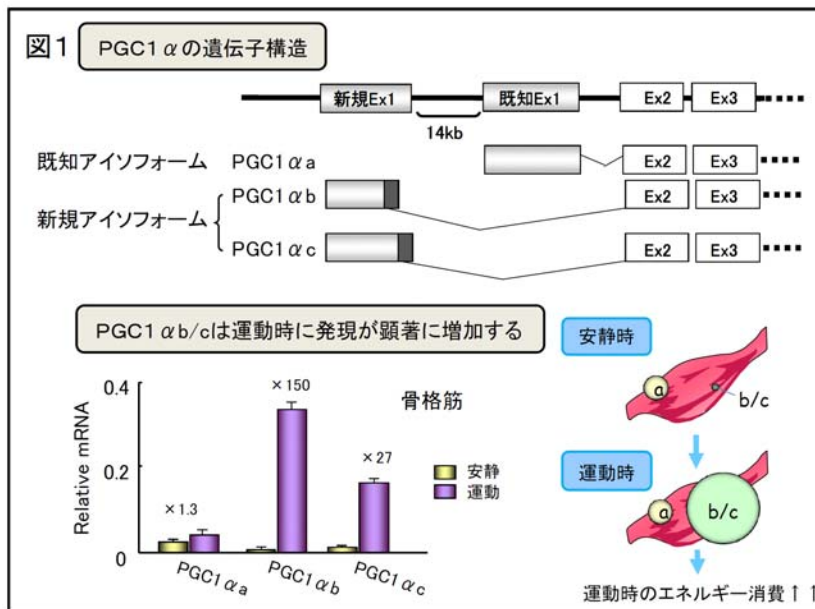 図1 PGC1αの遺伝子構造
新規Ex1 既知Ex1 Ex2 Ex3
14kb
既知アイソフォーム PGC1αa Ex2 Ex3
PGC1αb Ex2 Ex3
新規アイソフォーム
PGC1αc Ex2 Ex3
PGC1αb/cは運動時に発現が顕著に増加する
Relative mRNA
0.4
0.2
0
×1.3
×150
×27
骨格筋
安静
運動
PGC1αa
PGC1αb
PGC1αc
安静時
a
b/c
運動時
a
b/c
運動時のエネルギー消費↑↑